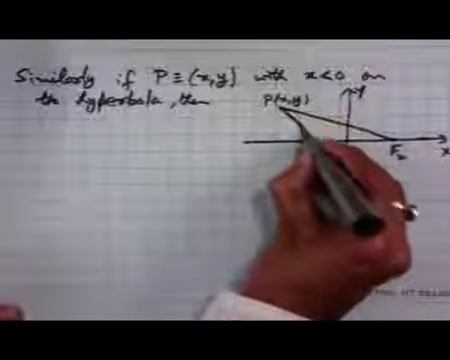 Similarly if P ≡ (x,y) with x<0 on
the hyperbola, then
P(x,y)
y
F₂
x